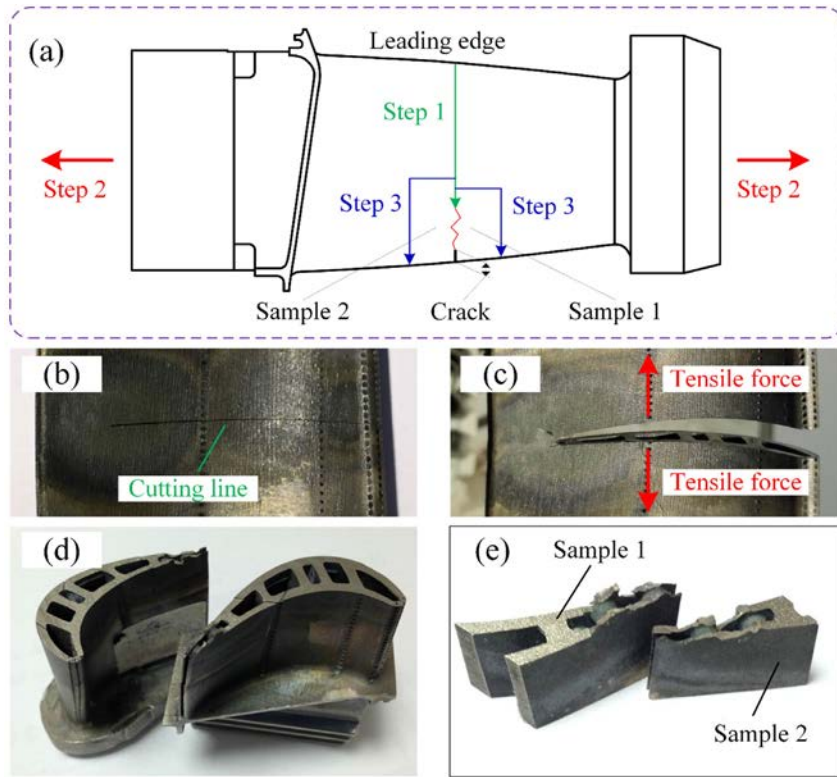 (a)
Leading edge
Step 1
Step 2
Step 2
Step 3
Step 3
Sample 2
Crack
Sample 1
(b)
Cutting line
(c)
Tensile force
Tensile force
(d)
(e)
Sample 1
Sample 2